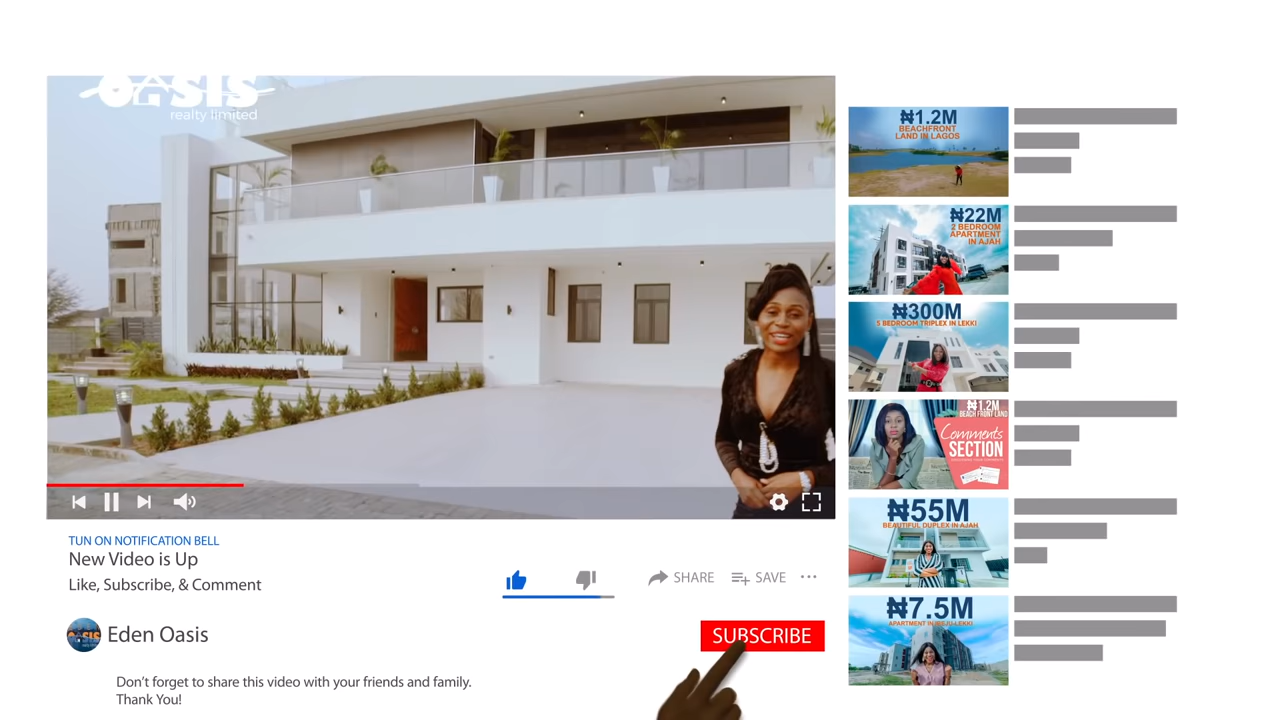 OASIS
realty limited
TUN ON NOTIFICATION BELL
New Video is Up
Like, Subscribe, & Comment
SHARE
SAVE
Eden Oasis
SUBSCRIBE
Don't forget to share this video with your friends and family.
Thank You!
₦1.2M
BEACHFRONT
LAND IN LAGOS
₦22M
2 BEDROOM
APARTMENT
IN AJAH
₦300M
5 BEDROOM TRIPLEX IN LEKKI
₦1.2M
BEACH FRONT LAND
Comments
SECTION
₦55M
BEAUTIFUL DUPLEX IN AJAH
₦7.5M